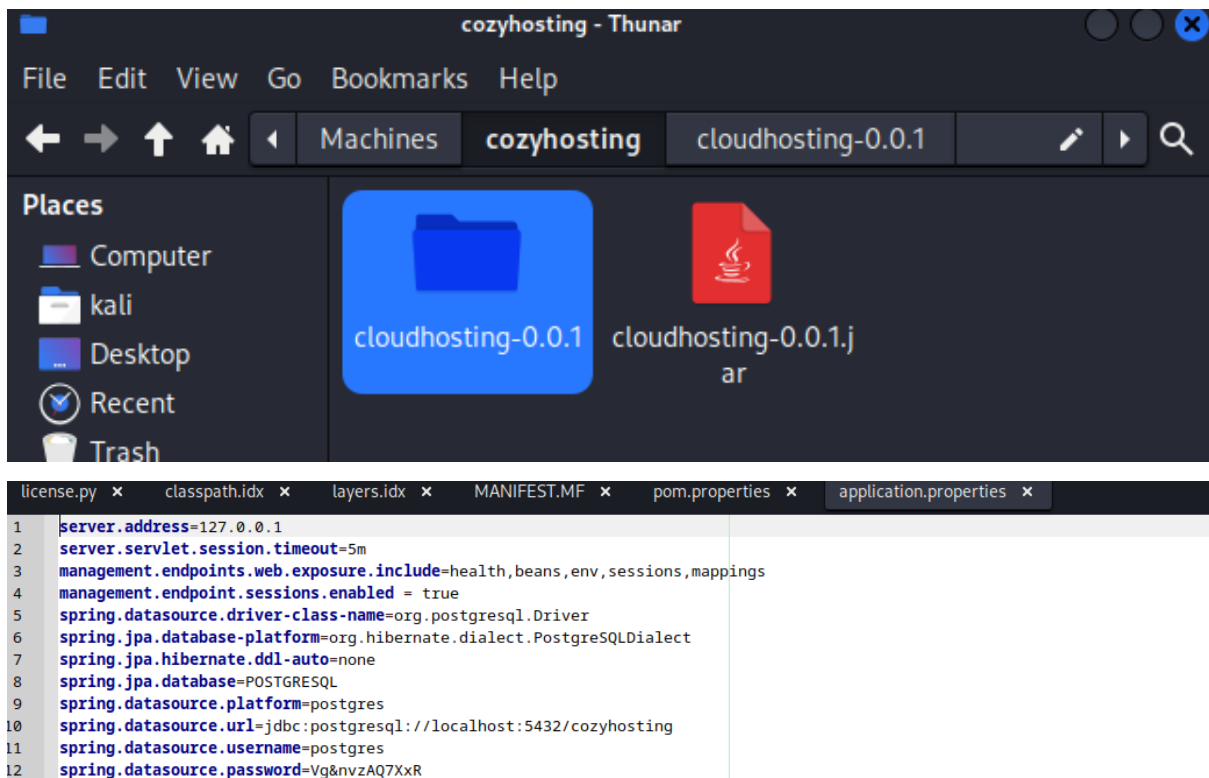 cozyhosting - Thunar
File Edit View Go Bookmarks Help
Machines cozyhosting cloudhosting-0.0.1
Places
Computer
kali
Desktop
Recent
Trash
cloudhosting-0.0.1
cloudhosting-0.0.1.j
ar
license.py × classpath.idx × layers.idx × MANIFEST.MF × pom.properties × application.properties ×
1 server.address=127.0.0.1
2 server.servlet.session.timeout=5m
3 management.endpoints.web.exposure.include=health,beans,env,sessions,mappings
4 management.endpoint.sessions.enabled = true
5 spring.datasource.driver-class-name=org.postgresql.Driver
6 spring.jpa.database-platform=org.hibernate.dialect.PostgreSQLDialect
7 spring.jpa.hibernate.ddl-auto=none
8 spring.jpa.database=POSTGRESQL
9 spring.datasource.platform=postgres
10 spring.datasource.url=jdbc:postgresql://localhost:5432/cozyhosting
11 spring.datasource.username=postgres
12 spring.datasource.password=Vg&nvzAQ7XxR